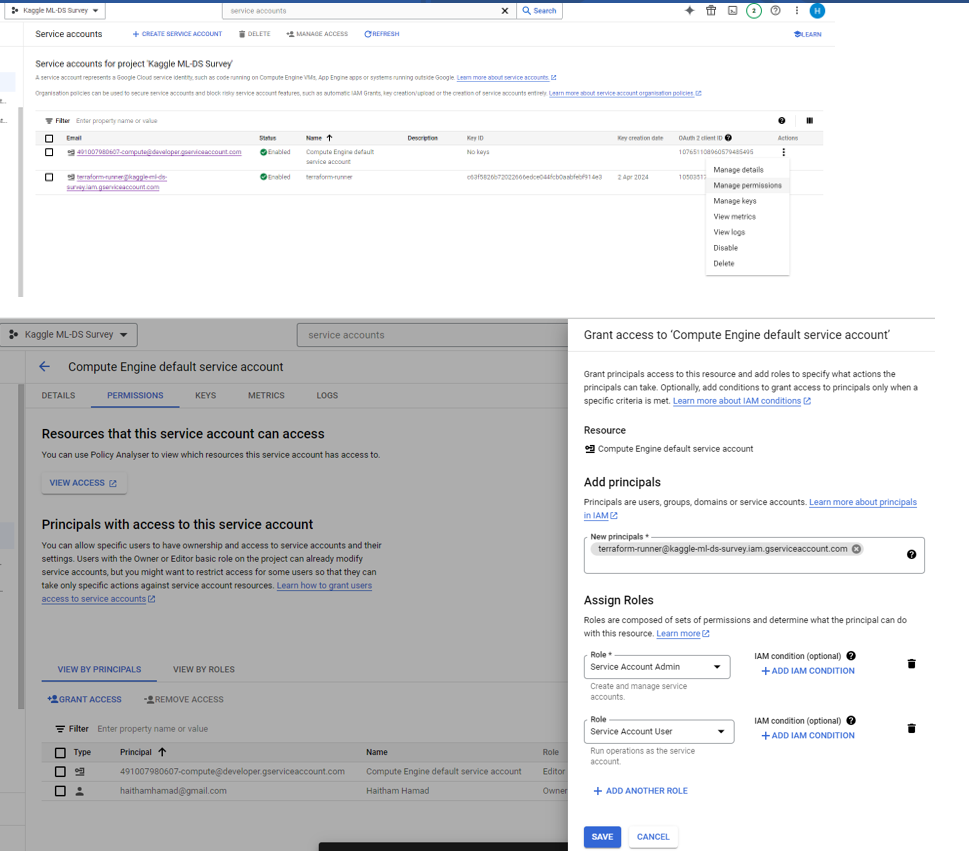 Kaggle ML-DS Survey
service accounts
Search
2
H
Service accounts
CREATE SERVICE ACCOUNT
DELETE
MANAGE ACCESS
REFRESH
LEARN
Service accounts for project 'Kaggle ML-DS Survey'
A service account represents a Google Cloud service identity, such as code running on Compute Engine VMs, App Engine apps or systems running outside Google. Learn more about service accounts.
Organisation policies can be used to secure service accounts and block risky service account features, such as automatic IAM Grants, key creation/upload or the creation of service accounts entirely. Learn more about service account organisation policies.
Filter Enter property name or value
Email Status Name Description Key ID Key creation date OAuth 2 client ID Actions
491007980607-compute@developer.gserviceaccount.com Enabled Compute Engine default No keys 107651108960579485495
service account
terraform-runner@kaggle-ml-ds- Enabled terraform-runner 2 Apr 2024
survey.iam.gserviceaccount.com
Manage details
Manage permissions
Manage keys
View metrics
View logs
Disable
Delete
Kaggle ML-DS Survey
service accounts
Compute Engine default service account
DETAILS PERMISSIONS KEYS METRICS LOGS
Resources that this service account can access
You can use Policy Analyser to view which resources this service account has access to.
VIEW ACCESS
Principals with access to this service account
You can allow specific users to have ownership and access to service accounts and their
settings. Users with the Owner or Editor basic role on the project can already modify
service accounts, but you might want to restrict access for some users so that they can
take only specific actions against service account resources. Learn how to grant users
access to service accounts
VIEW BY PRINCIPALS VIEW BY ROLES
GRANT ACCESS REMOVE ACCESS
Filter Enter property name or value
Type Principal Name Role
491007980607-compute@developer.gserviceaccount.com Compute Engine default service account Editor
haithamhamad@gmail.com Haitham Hamad Owner
Grant access to 'Compute Engine default service account'
Grant principals access to this resource and add roles to specify what actions the
principals can take. Optionally, add conditions to grant access to principals only when a
specific criteria is met. Learn more about IAM conditions
Resource
Compute Engine default service account
Add principals
Principals are users, groups, domains or service accounts. Learn more about principals
in IAM
New principals *
terraform-runner@kaggle-ml-ds-survey.iam.gserviceaccount.com
Assign Roles
Roles are composed of sets of permissions and determine what the principal can do
with this resource. Learn more
Role * IAM condition (optional)
Service Account Admin ADD IAM CONDITION
Create and manage service
accounts.
Role IAM condition (optional)
Service Account User ADD IAM CONDITION
Run operations as the service
account.
ADD ANOTHER ROLE
SAVE CANCEL